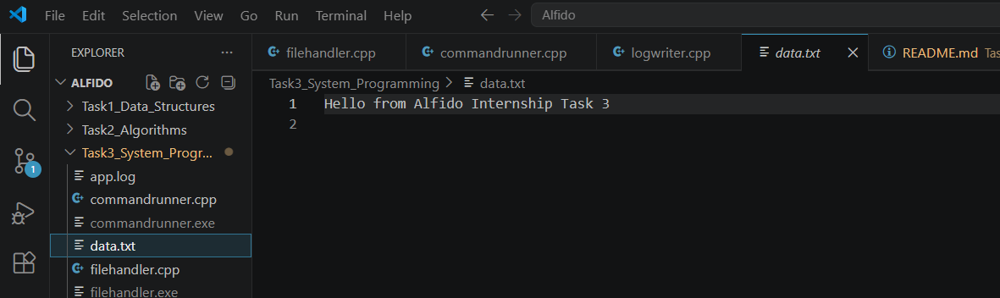 File Edit Selection View Go Run Terminal Help Alfido
EXPLORER
filehandler.cpp commandrunner.cpp logwriter.cpp data.txt README.md Tas
ALFIDO
Task3_System_Programming > data.txt
1 Hello from Alfido Internship Task 3
2
Task1_Data_Structures
Task2_Algorithms
Task3_System_Progr...
app.log
commandrunner.cpp
commandrunner.exe
data.txt
filehandler.cpp
filehandler.exe
1